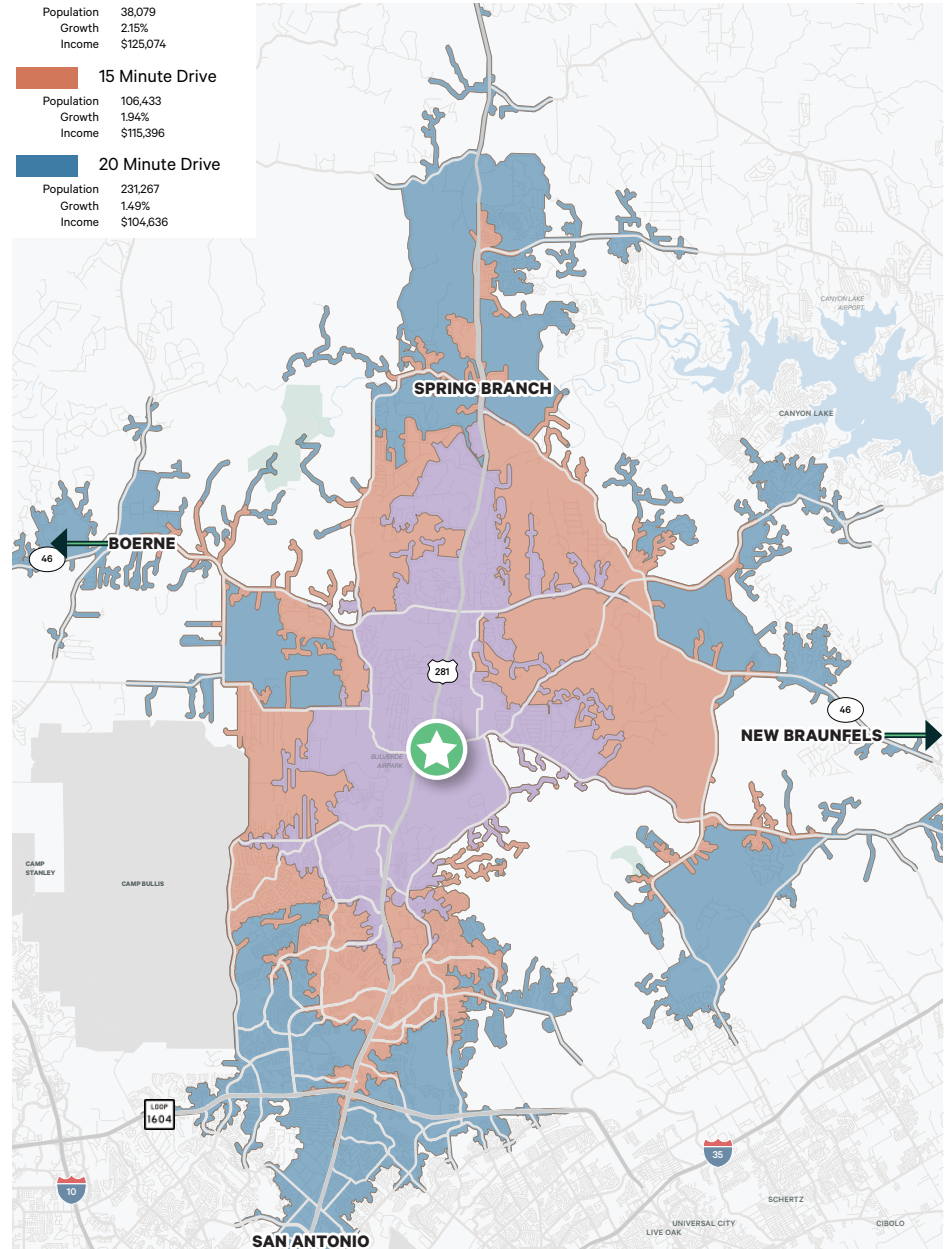 Population 38,079
Growth 2.15%
Income $125,074
15 Minute Drive
Population 106,433
Growth 1.94%
Income $115,396
20 Minute Drive
Population 231,267
Growth 1.49%
Income $104,636
CANYON LAKE
AIRPORT
SPRING BRANCH
CANYON LAKE
BOERNE
46
281
46
NEW BRAUNFELS
BULVERDE
AIRPARK
CAMP
STANLEY
CAMP BULLIS
LOOP
1604
35
10
SCHERTZ
UNIVERSAL CITY
CIBOLO
LIVE OAK
SAN ANTONIO